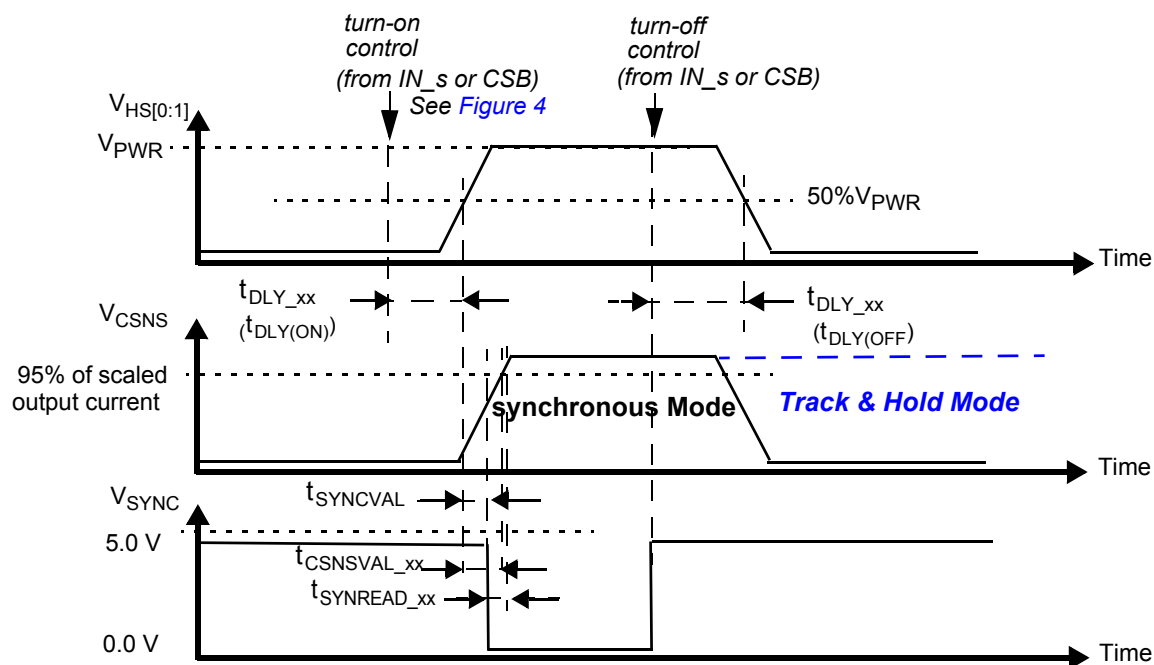 turn-on
control
(from IN_s or CSB)
See Figure 4
turn-off
control
(from IN_s or CSB)
VHS[0:1]
VPWR
50%VPWR
Time
tDLY_xx
(tDLY(ON))
tDLY_xx
(tDLY(OFF)
VCSNS
95% of scaled
output current
synchronous Mode
Track & Hold Mode
Time
tSYNCVAL
VSYNC
5.0 V
tCSNSVAL_xx
tSYNREAD_xx
0.0 V
Time